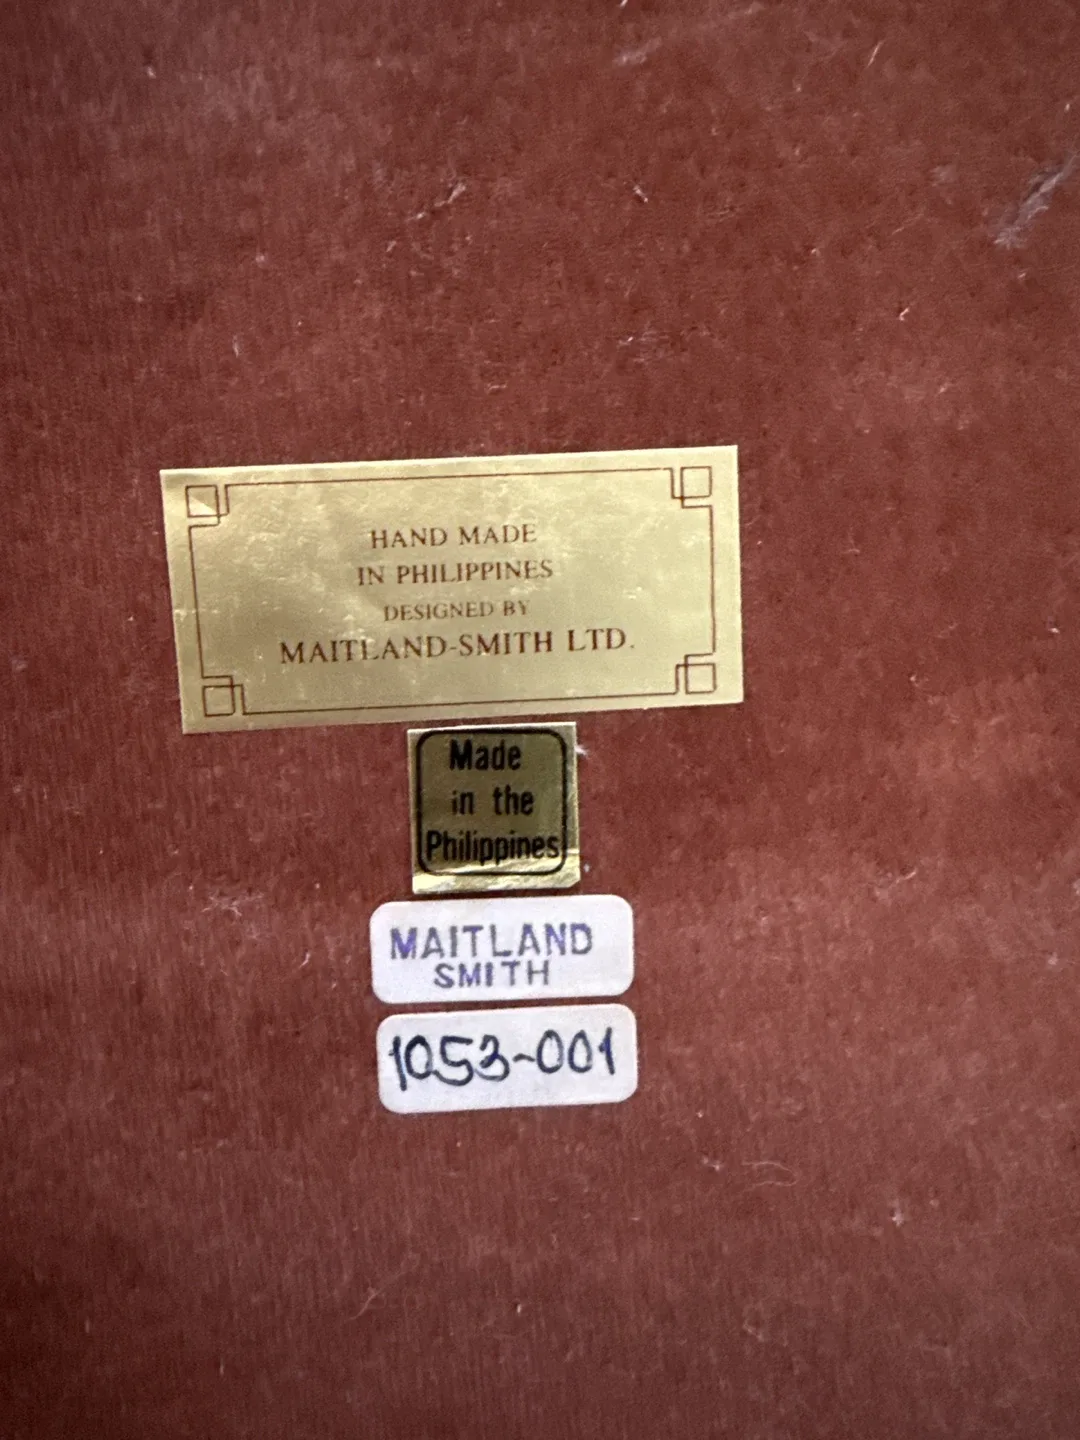 HAND MADE
IN PHILIPPINES
DESIGNED BY
MAITLAND-SMITH LTD.
Made
in the
Philippines
MAITLAND
SMITH
1053-001